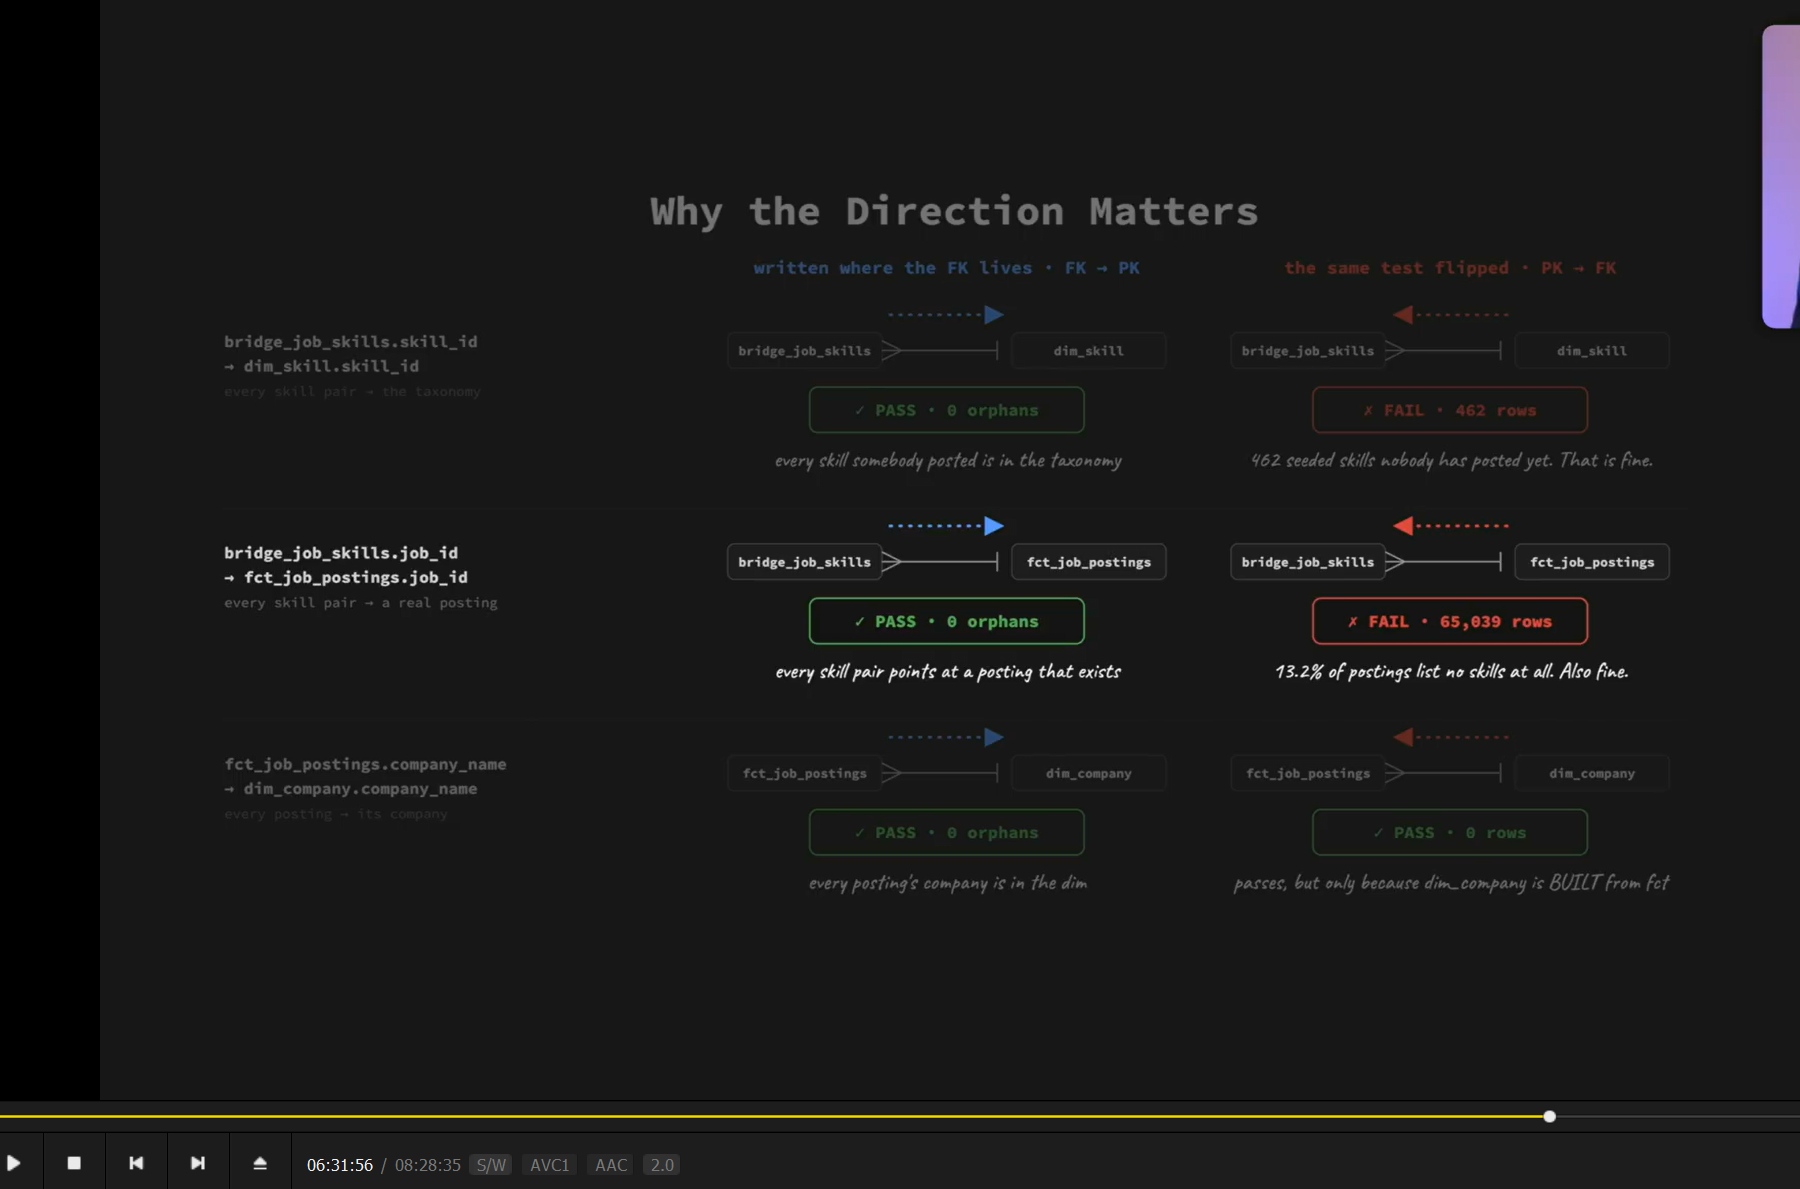 Why the Direction Matters
written where the FK lives · FK → PK
the same test flipped · PK → FK
bridge_job_skills.skill_id
→ dim_skill.skill_id
every skill pair → the taxonomy
bridge_job_skills
dim_skill
✓ PASS · 0 orphans
every skill somebody posted is in the taxonomy
bridge_job_skills
dim_skill
✗ FAIL · 462 rows
462 seeded skills nobody has posted yet. That is fine.
bridge_job_skills.job_id
→ fct_job_postings.job_id
every skill pair → a real posting
bridge_job_skills
fct_job_postings
✓ PASS · 0 orphans
every skill pair points at a posting that exists
bridge_job_skills
fct_job_postings
✗ FAIL · 65,039 rows
13.2% of postings list no skills at all. Also fine.
fct_job_postings.company_name
→ dim_company.company_name
every posting → its company
fct_job_postings
dim_company
✓ PASS · 0 orphans
every posting's company is in the dim
fct_job_postings
dim_company
✓ PASS · 0 rows
passes, but only because dim_company is BUILT from fct
06:31:56 / 08:28:35 S/W AVC1 AAC 2.0